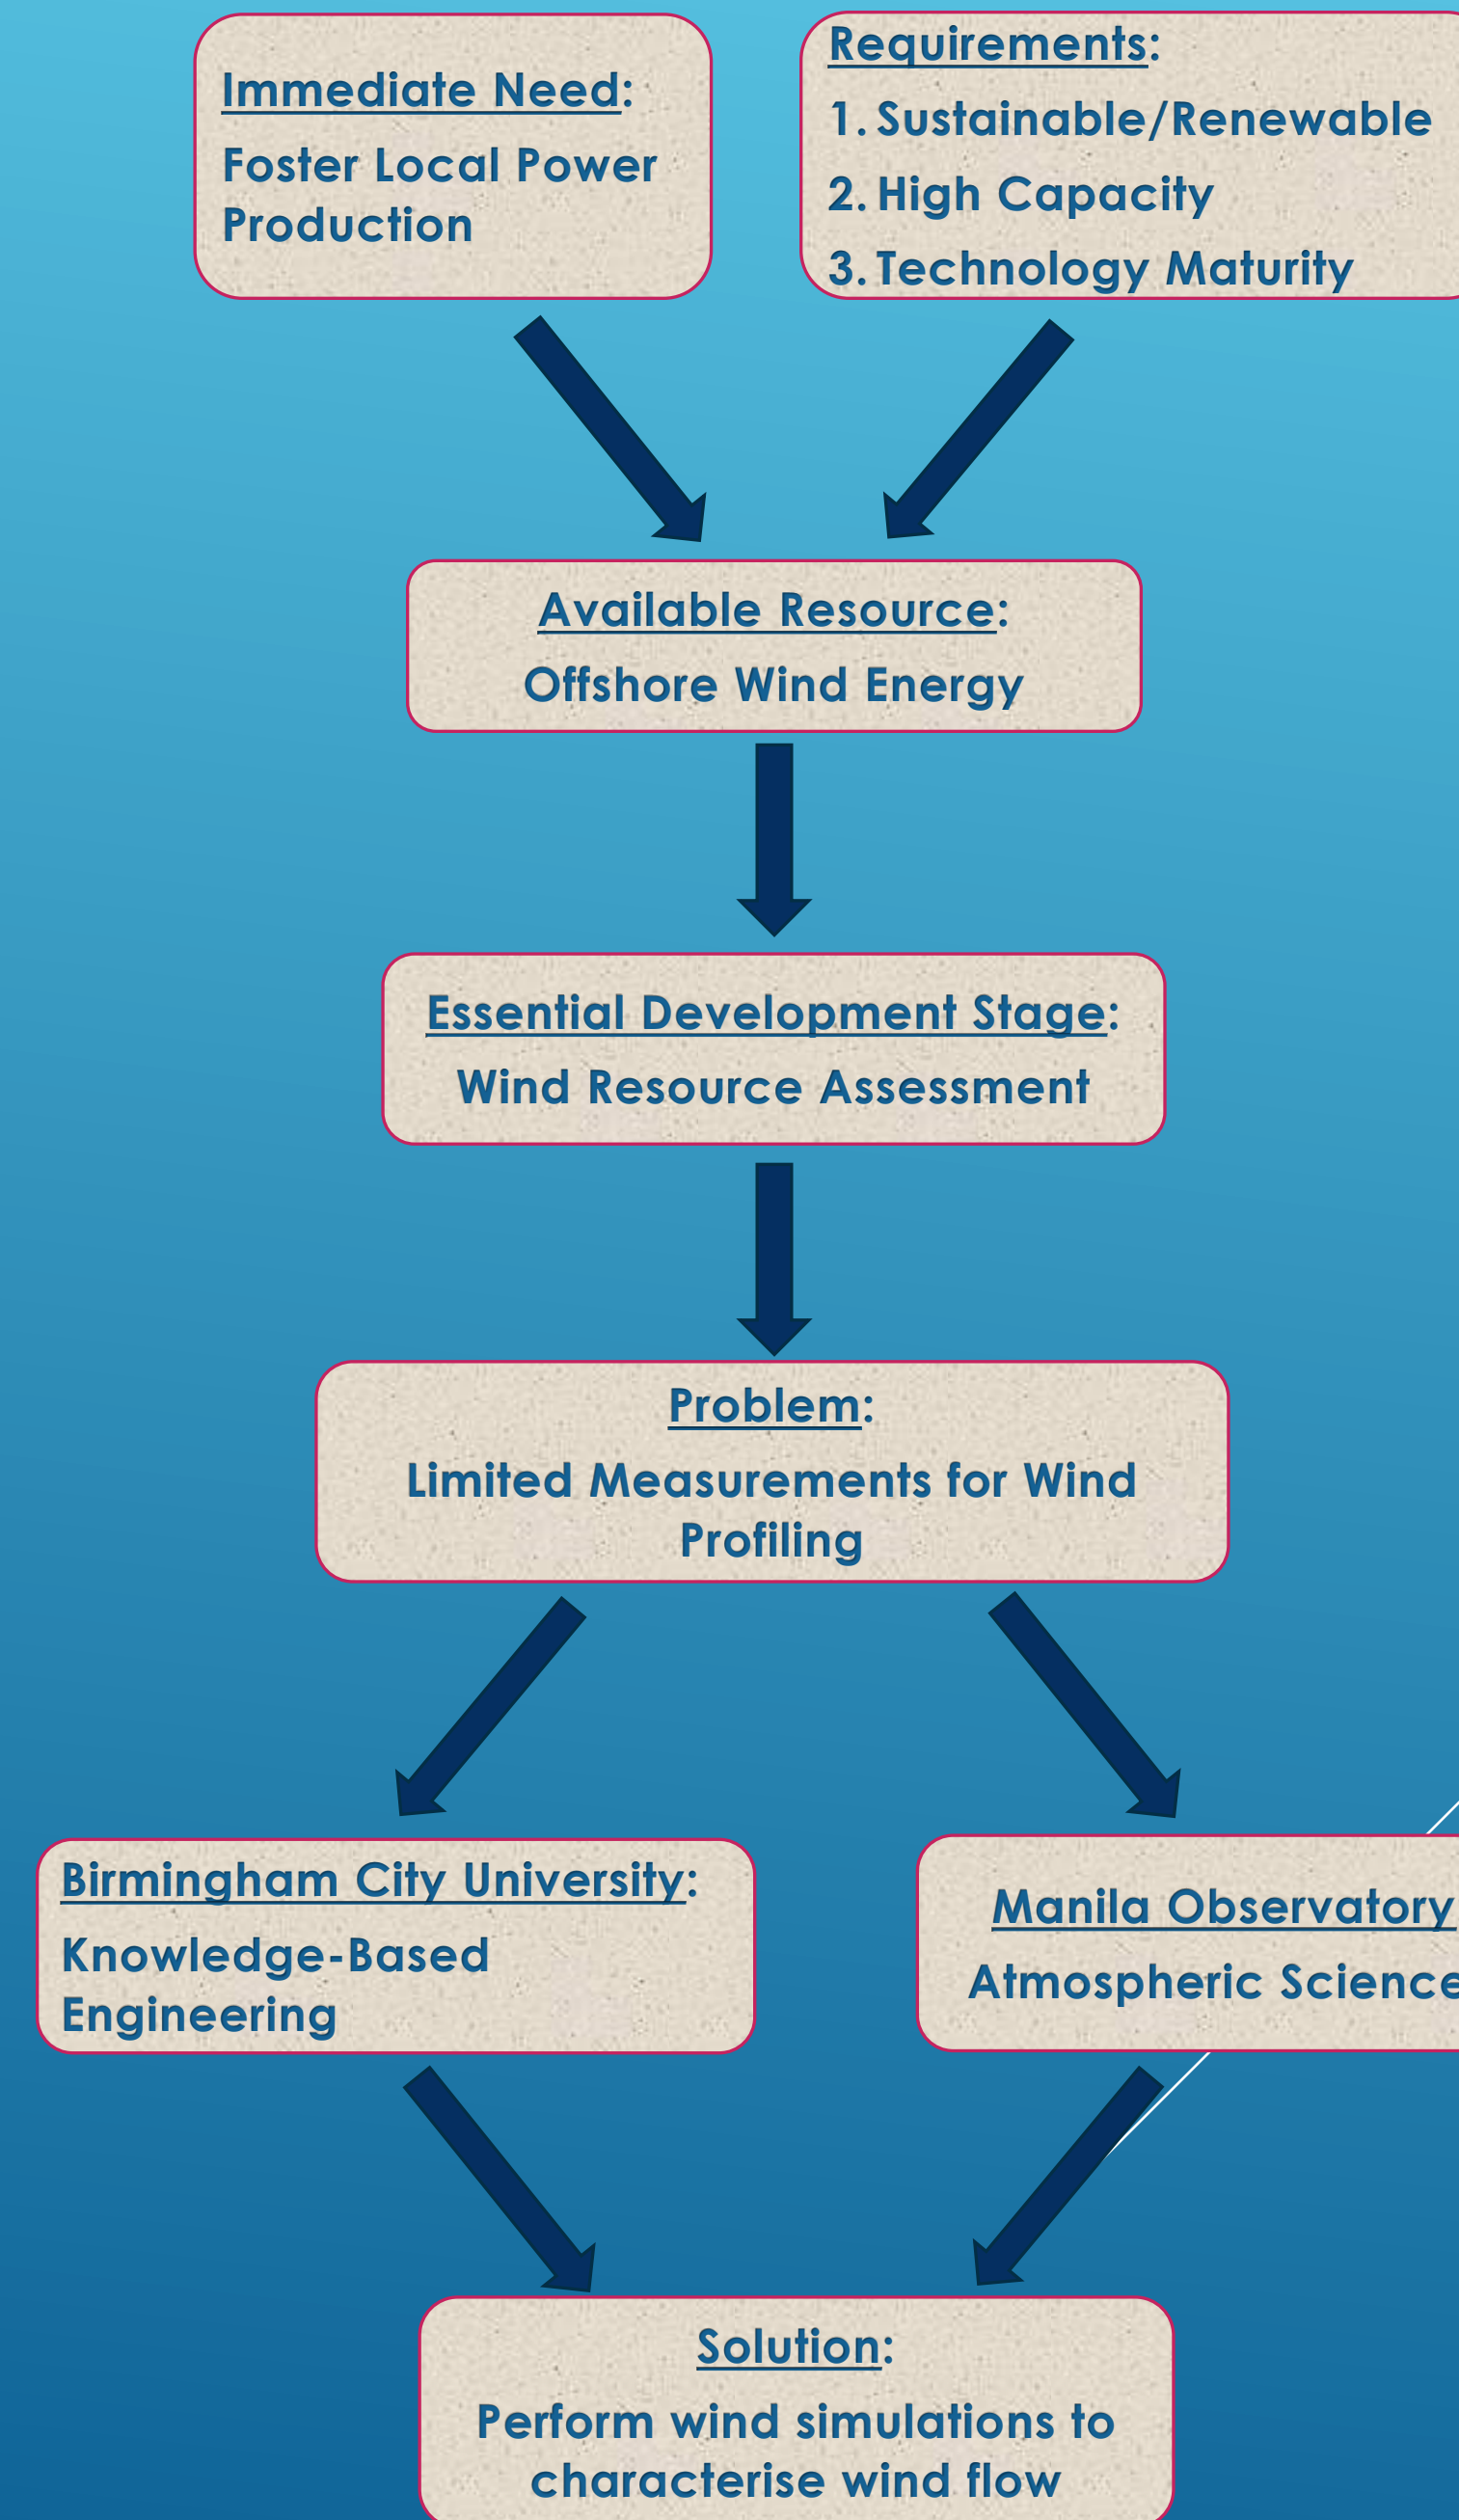 Immediate Need:
Foster Local Power
Production
Requirements:
1. Sustainable/Renewable
2. High Capacity
3. Technology Maturity
Available Resource:
Offshore Wind Energy
Essential Development Stage:
Wind Resource Assessment
Problem:
Limited Measurements for Wind
Profiling
Birmingham City University:
Knowledge-Based
Engineering
Manila Observatory
Atmospheric Science
Solution:
Perform wind simulations to
characterise wind flow